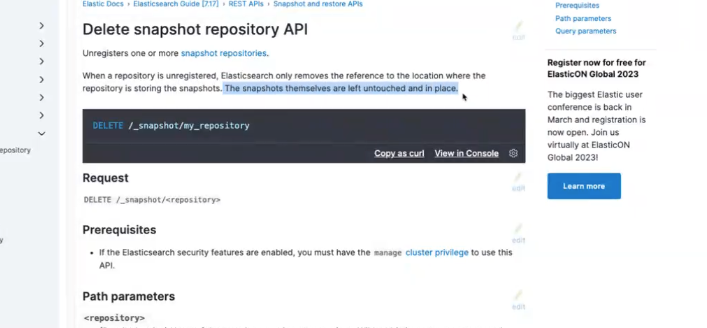 Elastic Docs › Elasticsearch Guide [7.17] › REST APIs › Snapshot and restore APIs
Delete snapshot repository API
edit
Unregisters one or more snapshot repositories.
When a repository is unregistered, Elasticsearch only removes the reference to the location where the
repository is storing the snapshots. The snapshots themselves are left untouched and in place.
DELETE /_snapshot/my_repository
Copy as curl View in Console
Request
edit
DELETE /_snapshot/<repository>
Prerequisites
edit
• If the Elasticsearch security features are enabled, you must have the manage cluster privilege to use this
API.
Path parameters
edit
<repository>
epository
y
Prerequisites
Path parameters
Query parameters
Register now for free for
ElasticON Global 2023
The biggest Elastic user
conference is back in
March and registration is
now open. Join us
virtually at ElasticON
Global 2023!
Learn more